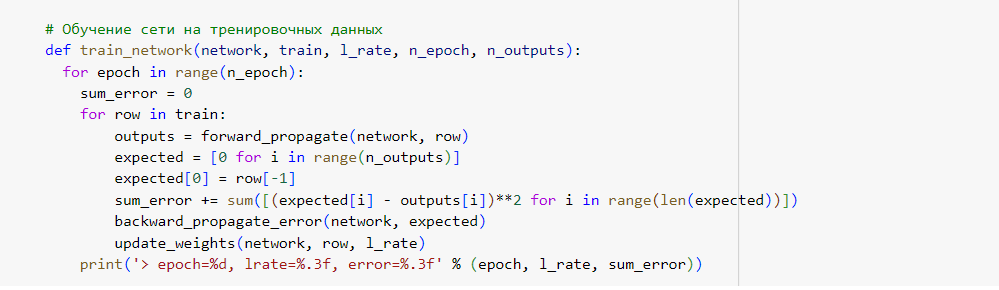 # Обучение сети на тренировочных данных
def train_network(network, train, l_rate, n_epoch, n_outputs):
  for epoch in range(n_epoch):
    sum_error = 0
    for row in train:
        outputs = forward_propagate(network, row)
        expected = [0 for i in range(n_outputs)]
        expected[0] = row[-1]
        sum_error += sum([(expected[i] - outputs[i])**2 for i in range(len(expected))])
        backward_propagate_error(network, expected)
        update_weights(network, row, l_rate)
    print('> epoch=%d, lrate=%.3f, error=%.3f' % (epoch, l_rate, sum_error))